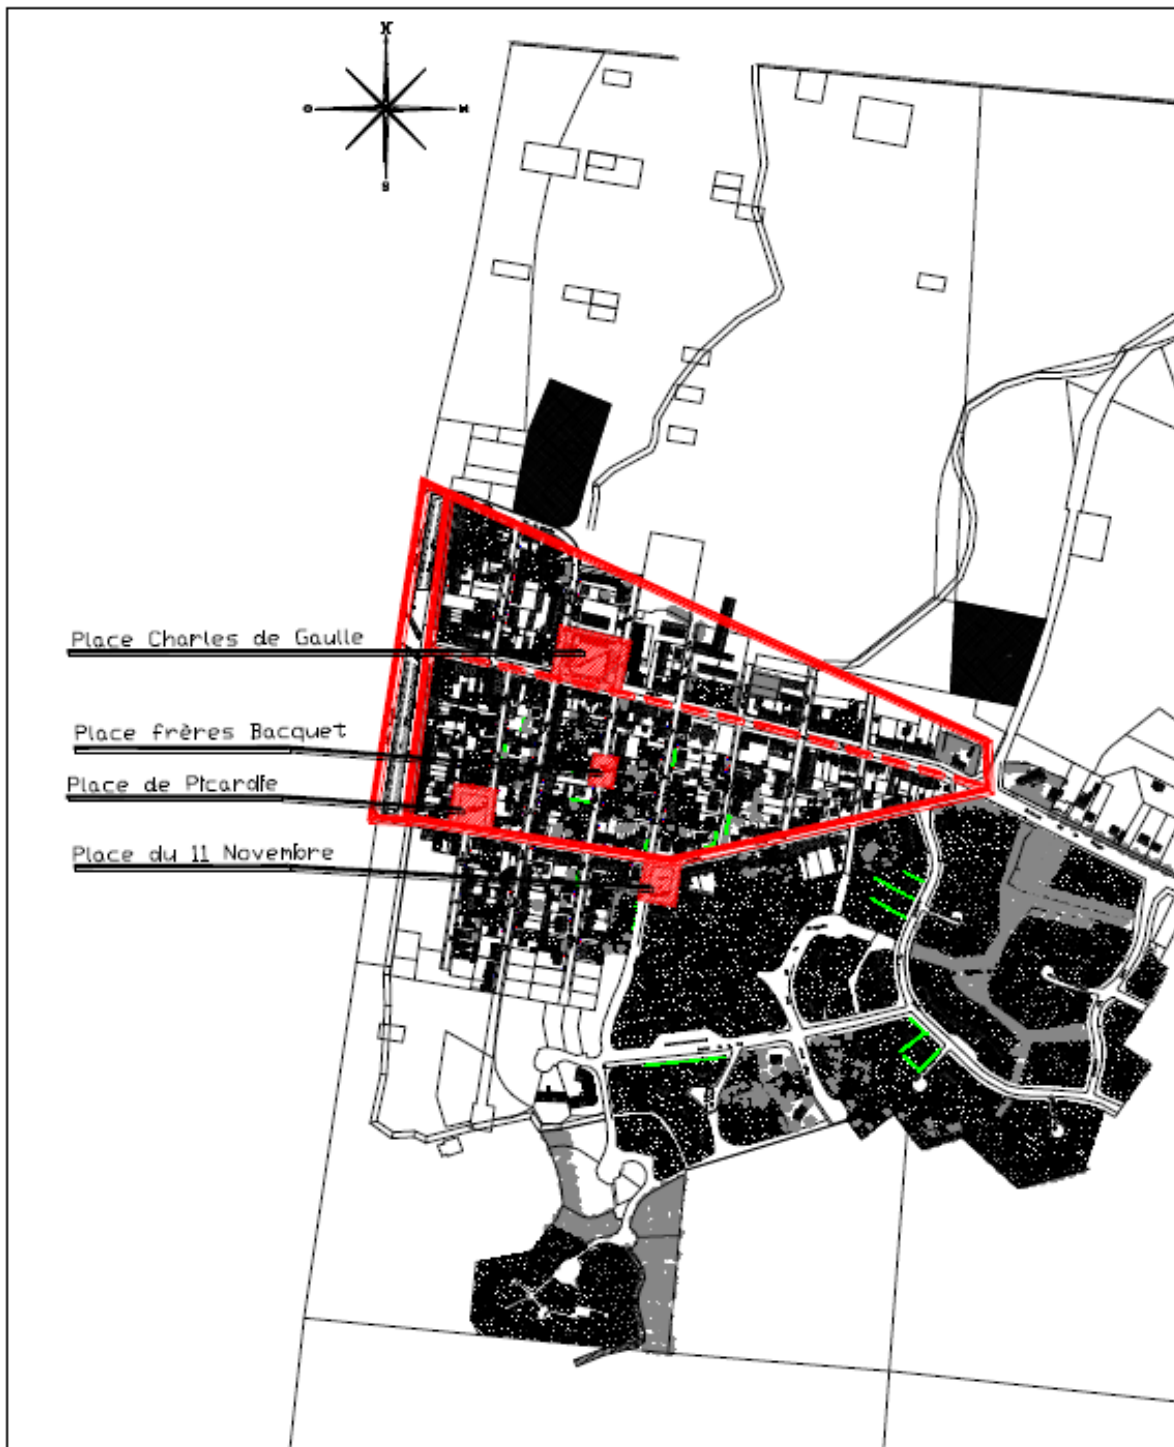 N
O
S
Place Charles de Gaulle
Place frères Bacquet
Place de Picardie
Place du 11 Novembre